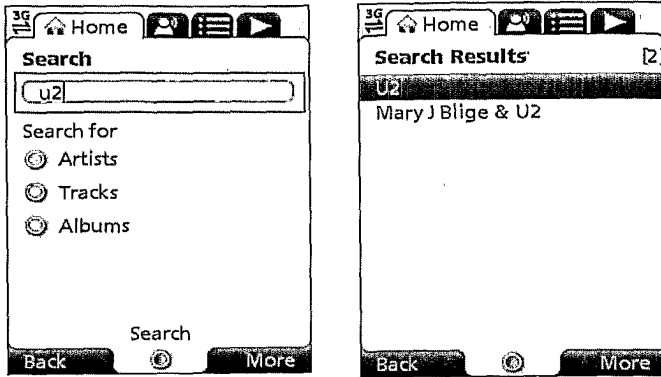 3G Home
Search
u2
Search for
Artists
Tracks
Albums
Search
Back More
3G Home
Search Results [2]
U2
Mary J Blige & U2
Back More